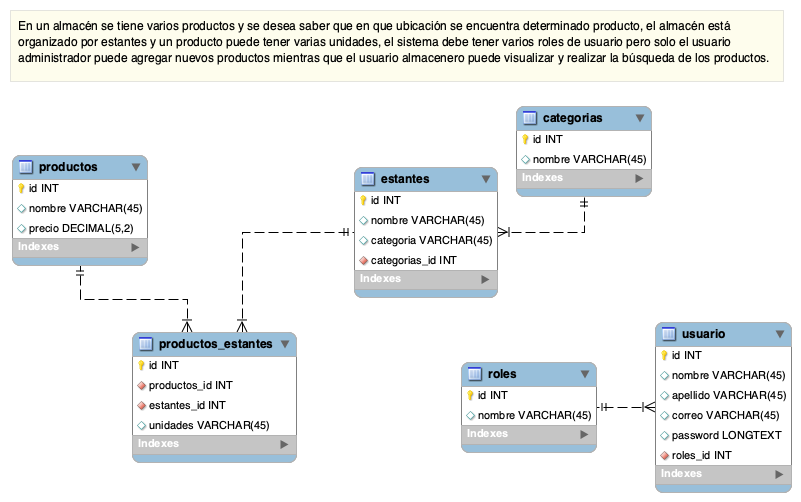 En un almacén se tiene varios productos y se desea saber que en que ubicación se encuentra determinado producto, el almacén está
organizado por estantes y un producto puede tener varias unidades, el sistema debe tener varios roles de usuario pero solo el usuario
administrador puede agregar nuevos productos mientras que el usuario almacenero puede visualizar y realizar la búsqueda de los productos.
categorias
id INT
nombre VARCHAR(45)
Indexes
productos
id INT
nombre VARCHAR(45)
precio DECIMAL(5,2)
Indexes
estantes
id INT
nombre VARCHAR(45)
categoria VARCHAR(45)
categorias_id INT
Indexes
productos_estantes
id INT
productos_id INT
estantes_id INT
unidades VARCHAR(45)
Indexes
roles
id INT
nombre VARCHAR(45)
Indexes
usuario
id INT
nombre VARCHAR(45)
apellido VARCHAR(45)
correo VARCHAR(45)
password LONGTEXT
roles_id INT
Indexes